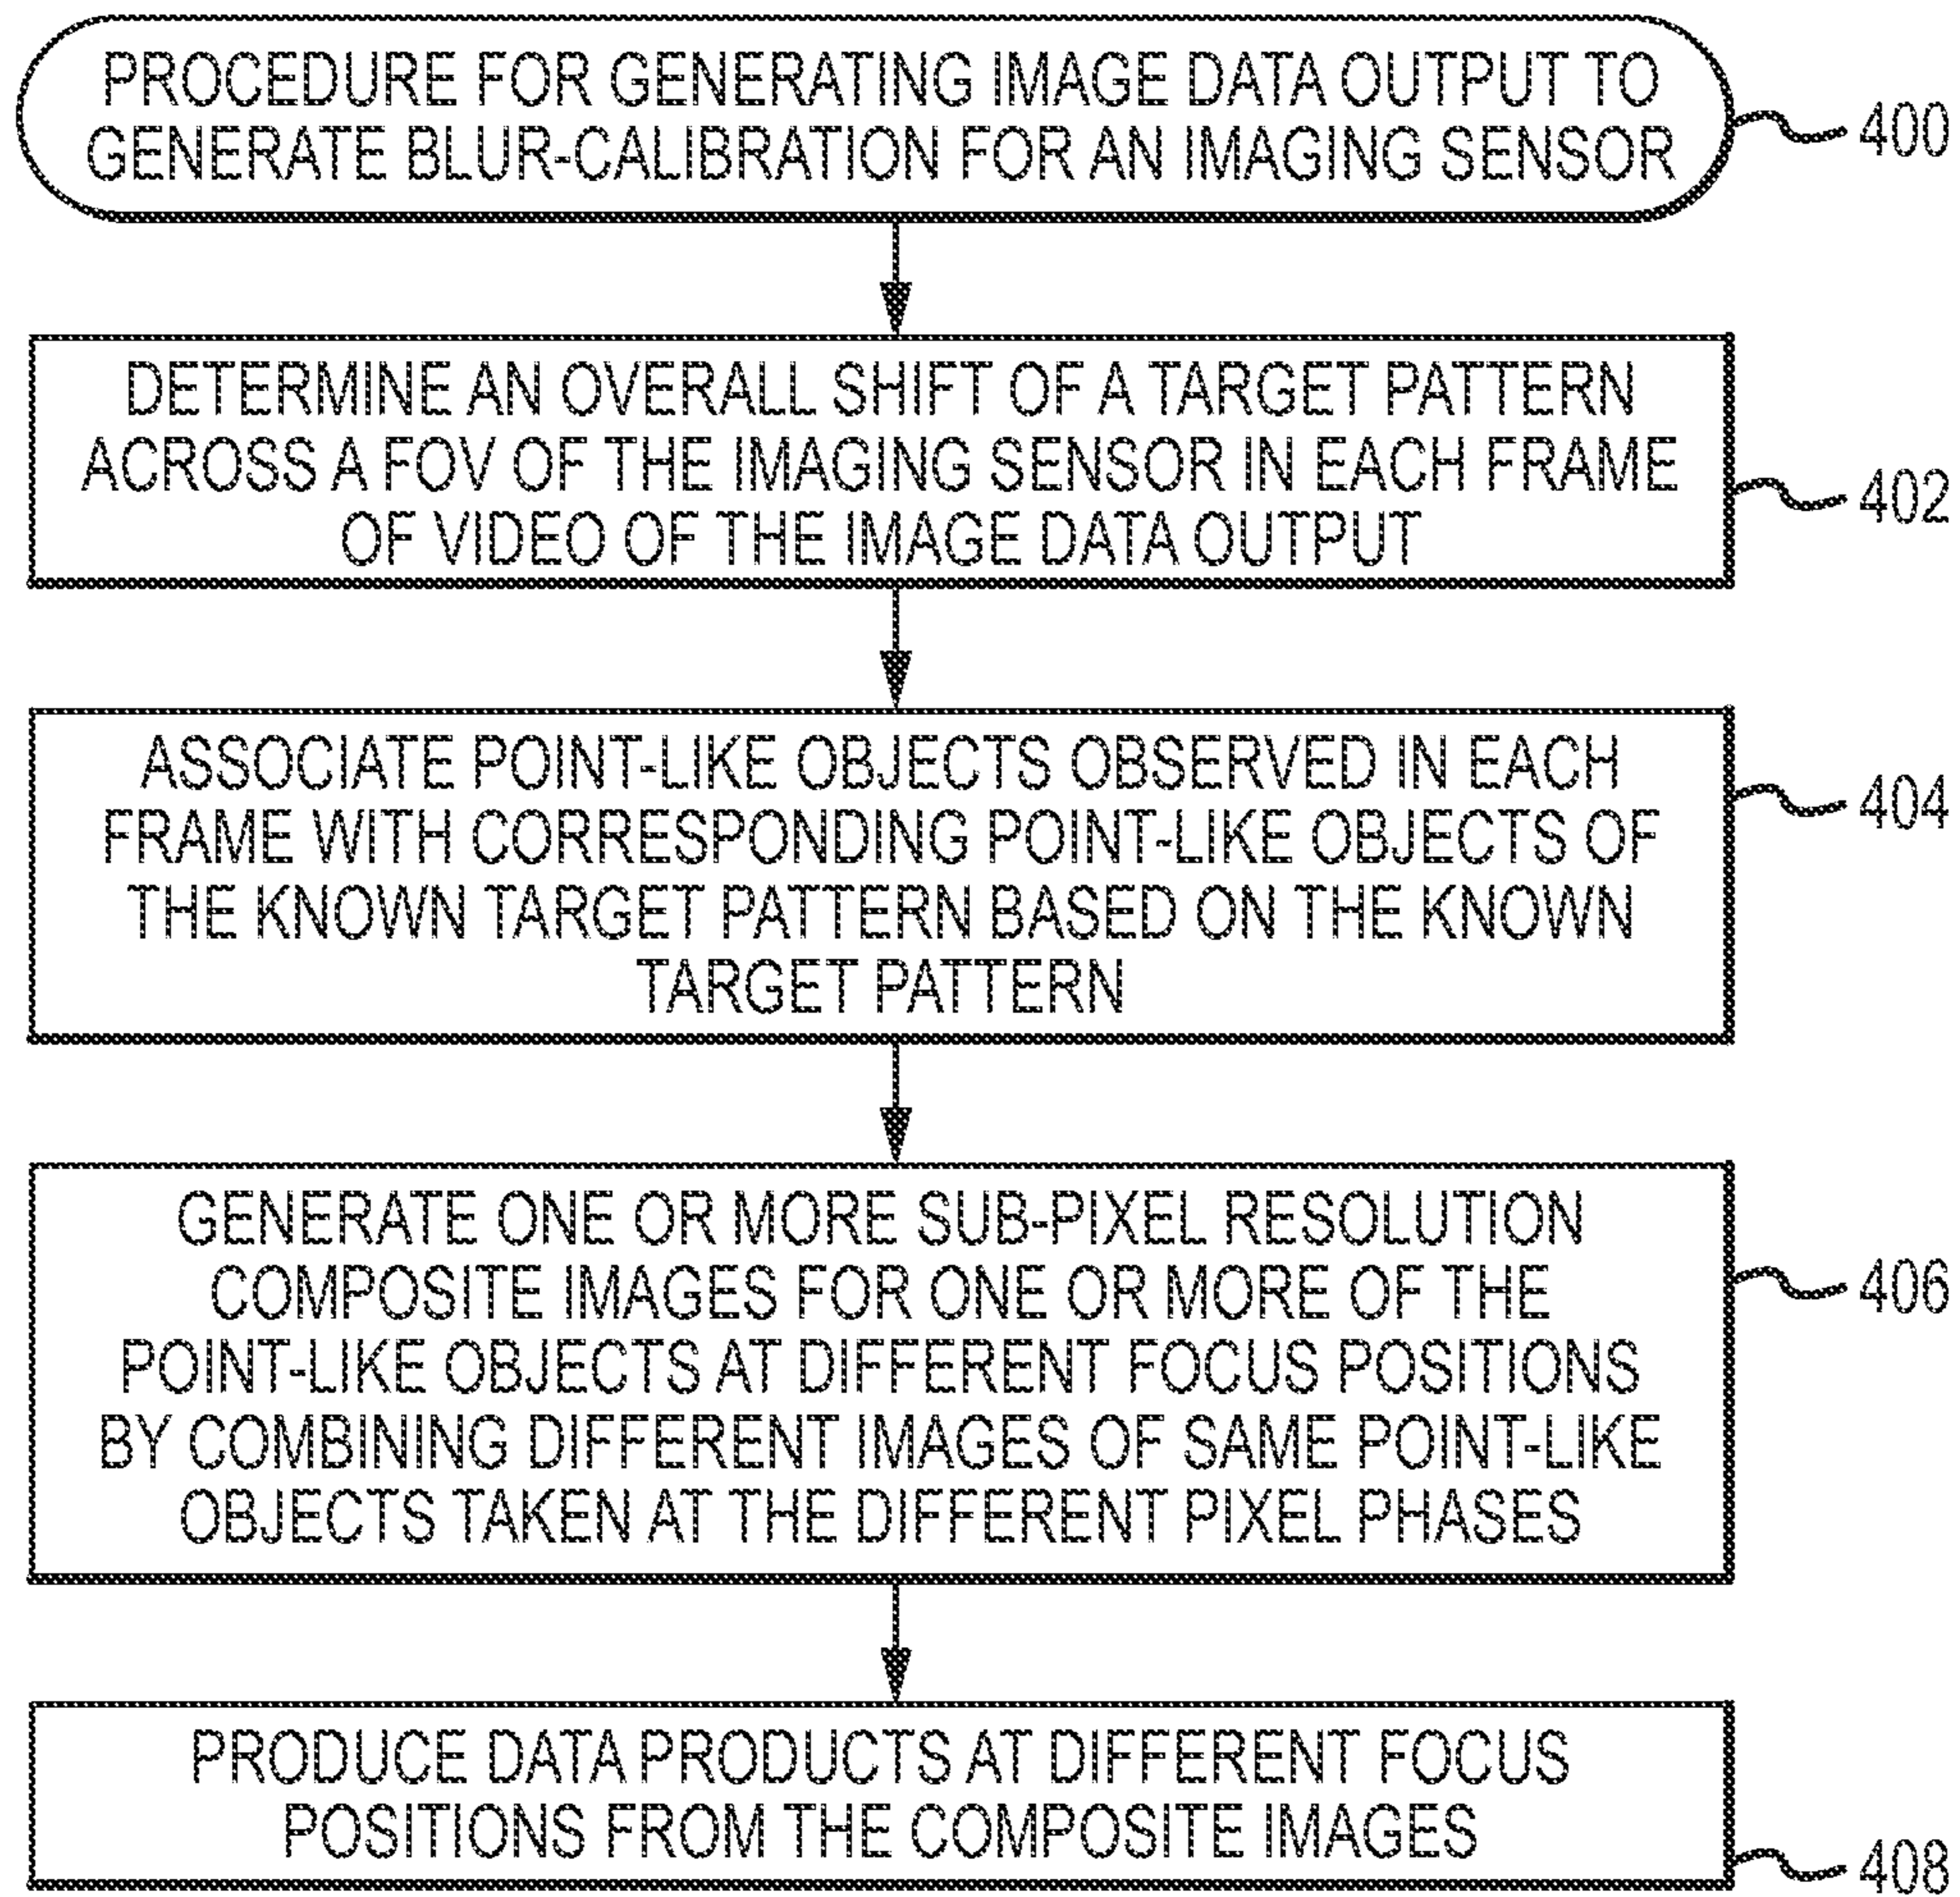 PROCEDURE FOR GENERATING IMAGE DATA OUTPUT TO
GENERATE BLUR-CALIBRATION FOR AN IMAGING SENSOR
400
DETERMINE AN OVERALL SHIFT OF A TARGET PATTERN
ACROSS A FOV OF THE IMAGING SENSOR IN EACH FRAME
OF VIDEO OF THE IMAGE DATA OUTPUT
402
ASSOCIATE POINT-LIKE OBJECTS OBSERVED IN EACH
FRAME WITH CORRESPONDING POINT-LIKE OBJECTS OF
THE KNOWN TARGET PATTERN BASED ON THE KNOWN
TARGET PATTERN
404
GENERATE ONE OR MORE SUB-PIXEL RESOLUTION
COMPOSITE IMAGES FOR ONE OR MORE OF THE
POINT-LIKE OBJECTS AT DIFFERENT FOCUS POSITIONS
BY COMBINING DIFFERENT IMAGES OF SAME POINT-LIKE
OBJECTS TAKEN AT THE DIFFERENT PIXEL PHASES
406
PRODUCE DATA PRODUCTS AT DIFFERENT FOCUS
POSITIONS FROM THE COMPOSITE IMAGES
408